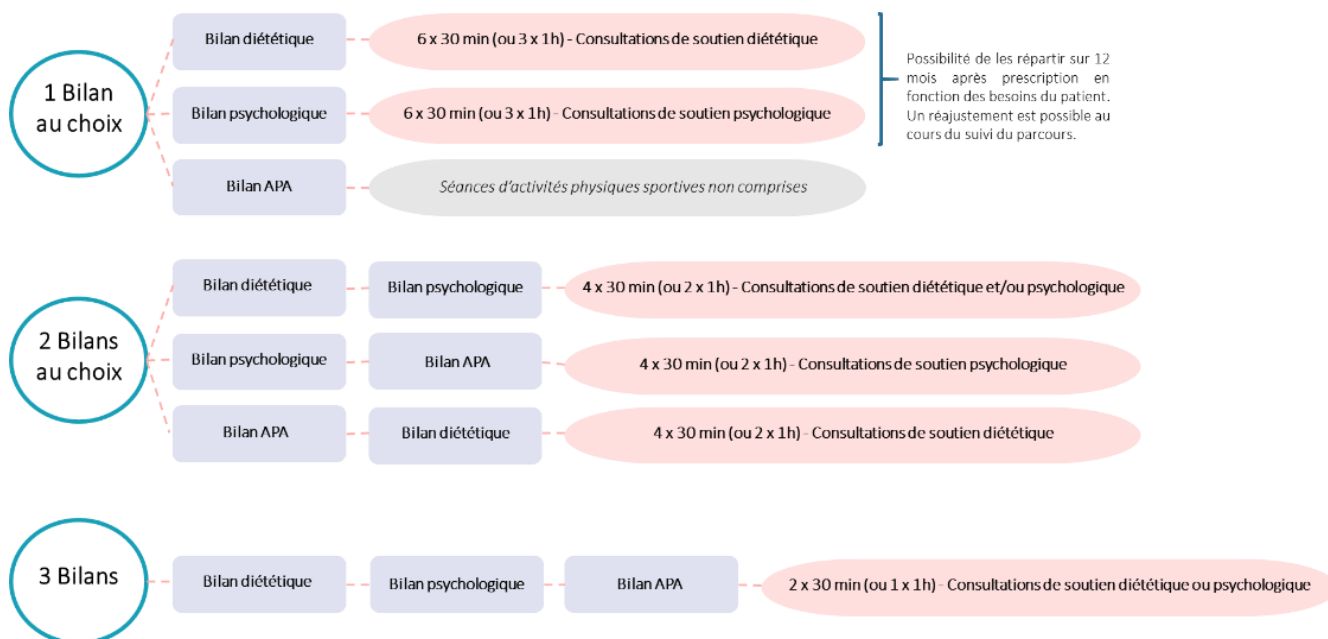 1 Bilan
au choix
Bilan diététique
6 x 30 min (ou 3 x 1h) - Consultations de soutien diététique
Bilan psychologique
6 x 30 min (ou 3 x 1h) - Consultations de soutien psychologique
Bilan APA
Séances d'activités physiques sportives non comprises
Possibilité de les répartir sur 12
mois après prescription en
fonction des besoins du patient.
Un réajustement est possible au
cours du suivi du parcours.
2 Bilans
au choix
Bilan diététique
Bilan psychologique
4 x 30 min (ou 2 x 1h) - Consultations de soutien diététique et/ou psychologique
Bilan psychologique
Bilan APA
4 x 30 min (ou 2 x 1h) - Consultations de soutien psychologique
Bilan APA
Bilan diététique
4 x 30 min (ou 2 x 1h) - Consultations de soutien diététique
3 Bilans
Bilan diététique
Bilan psychologique
Bilan APA
2 x 30 min (ou 1 x 1h) - Consultations de soutien diététique ou psychologique